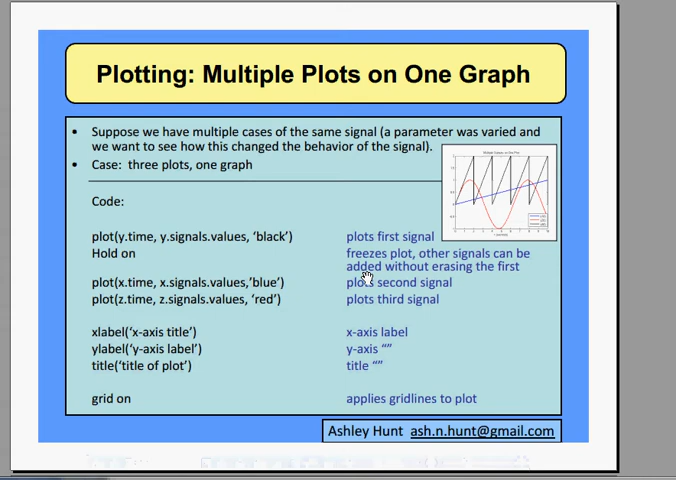 Plotting: Multiple Plots on One Graph
• Suppose we have multiple cases of the same signal (a parameter was varied and
we want to see how this changed the behavior of the signal).
• Case: three plots, one graph
Code:
plot(y.time, y.signals.values, ‘black’) plots first signal
Hold on freezes plot, other signals can be
added without erasing the first
plot(x.time, x.signals.values,’blue’) plots second signal
plot(z.time, z.signals.values, ‘red’) plots third signal
xlabel(‘x-axis title’) x-axis label
ylabel(‘y-axis label’) y-axis “”
title(‘title of plot’) title “”
grid on applies gridlines to plot
Ashley Hunt ash.n.hunt@gmail.com